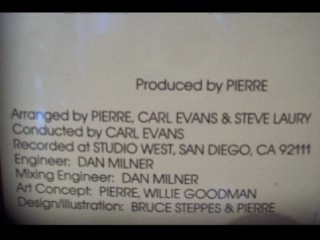 Produced by PIERRE
Arranged by PIERRE, CARL EVANS & STEVE LAURY
Conducted by CARL EVANS
Recorded at STUDIO WEST, SAN DIEGO, CA 92111
Engineer: DAN MILNER
Mixing Engineer: DAN MILNER
Art Concept: PIERRE, WILLIE GOODMAN
Design/Illustration: BRUCE STEPPES & PIERRE